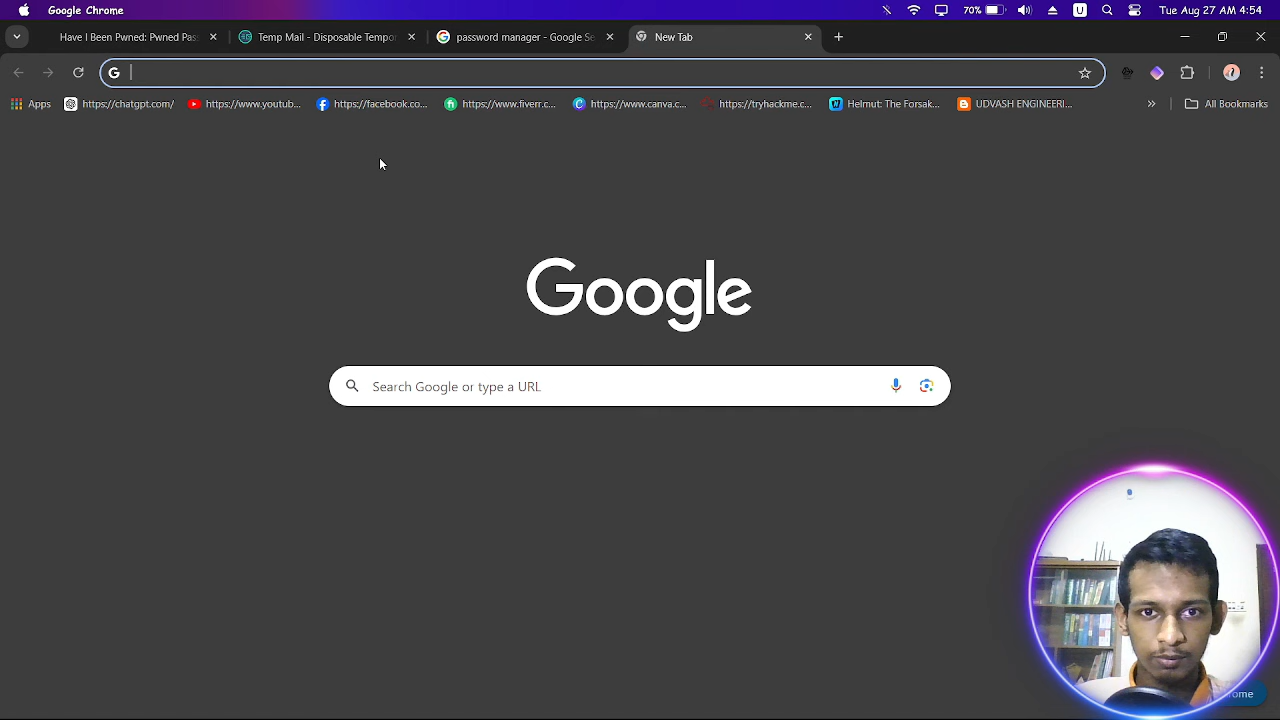 Google Chrome
70%
U
Tue Aug 27 AM 4:54
Have I Been Pwned: Pwned Pas
Temp Mail - Disposable Tempor
password manager - Google Se
New Tab
G
Apps
https://chatgpt.com/
https://www.youtub...
https://facebook.co...
https://www.fiverr.c...
https://www.canva.c...
https://tryhackme.c...
Helmut: The Forsak...
UDVASH ENGINEERI...
All Bookmarks
Google
Search Google or type a URL